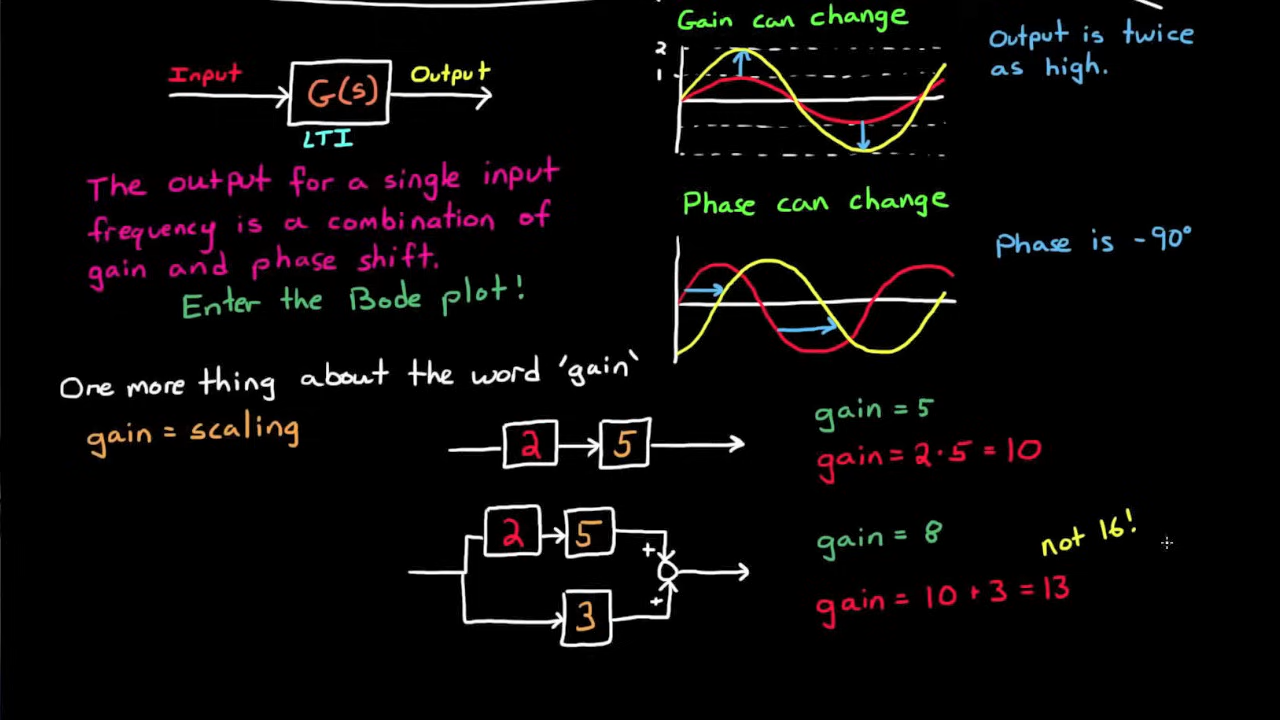 Input
G(s)
Output
LTI
The output for a single input
frequency is a combination of
gain and phase shift.
Enter the Bode plot!
Gain can change
2
1
Output is twice
as high.
Phase can change
Phase is -90°
One more thing about the word 'gain'
gain = scaling
2
5
gain = 5
gain = 2·5 = 10
2
5
+
3
+
gain = 8
not 16!
gain = 10 + 3 = 13